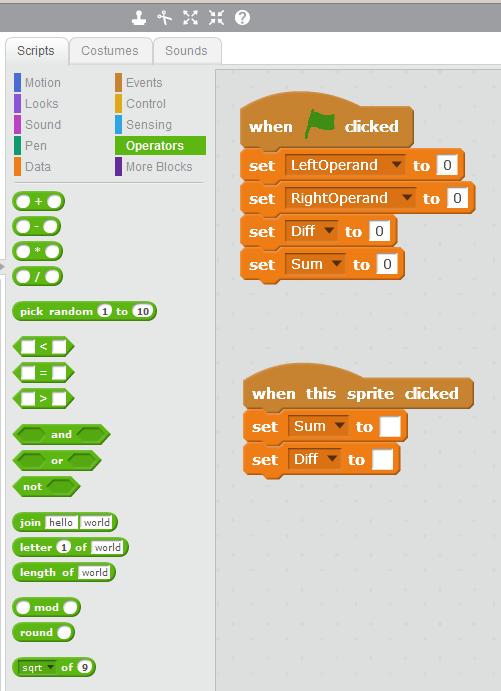 Scripts Costumes Sounds
Motion Events
Looks Control
Sound Sensing
Pen Operators
Data More Blocks
+
-
*
/
pick random 1 to 10
<
=
>
and
or
not
join hello world
letter 1 of world
length of world
mod
round
sqrt of 9
when clicked
set LeftOperand to 0
set RightOperand to 0
set Diff to 0
set Sum to 0
when this sprite clicked
set Sum to
set Diff to